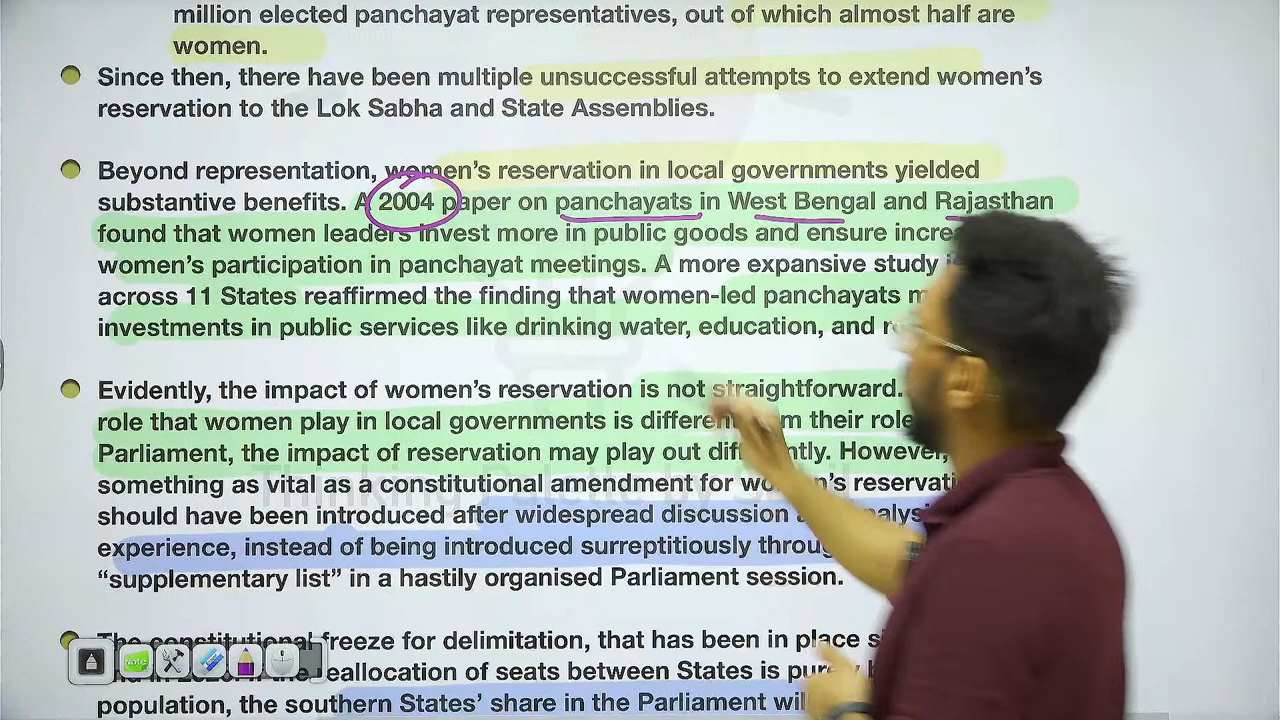 million elected panchayat representatives, out of which almost half are
women.
Since then, there have been multiple unsuccessful attempts to extend women's
reservation to the Lok Sabha and State Assemblies.
Beyond representation, women's reservation in local governments yielded
substantive benefits. A 2004 paper on panchayats in West Bengal and Rajasthan
found that women leaders invest more in public goods and ensure
women's participation in panchayat meetings. A more expansive study
across 11 States reaffirmed the finding that women-led panchayats
investments in public services like drinking water, education, and
Evidently, the impact of women's reservation is not straightforward.
role that women play in local governments is different from their role
Parliament, the impact of reservation may play out differently. However,
something as vital as a constitutional amendment for women's
should have been introduced after widespread discussion
experience, instead of being introduced surreptitiously
“supplementary list” in a hastily organised Parliament session.
The constitutional freeze for delimitation, that has been in place
reallocation of seats between States is
population, the southern States' share in the Parliament
Note
Thinking Palette by